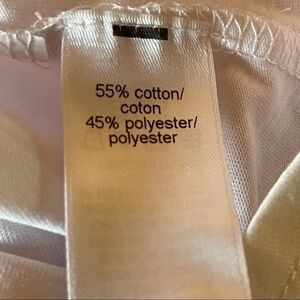 55% cotton/
coton
45% polyester/
polyester